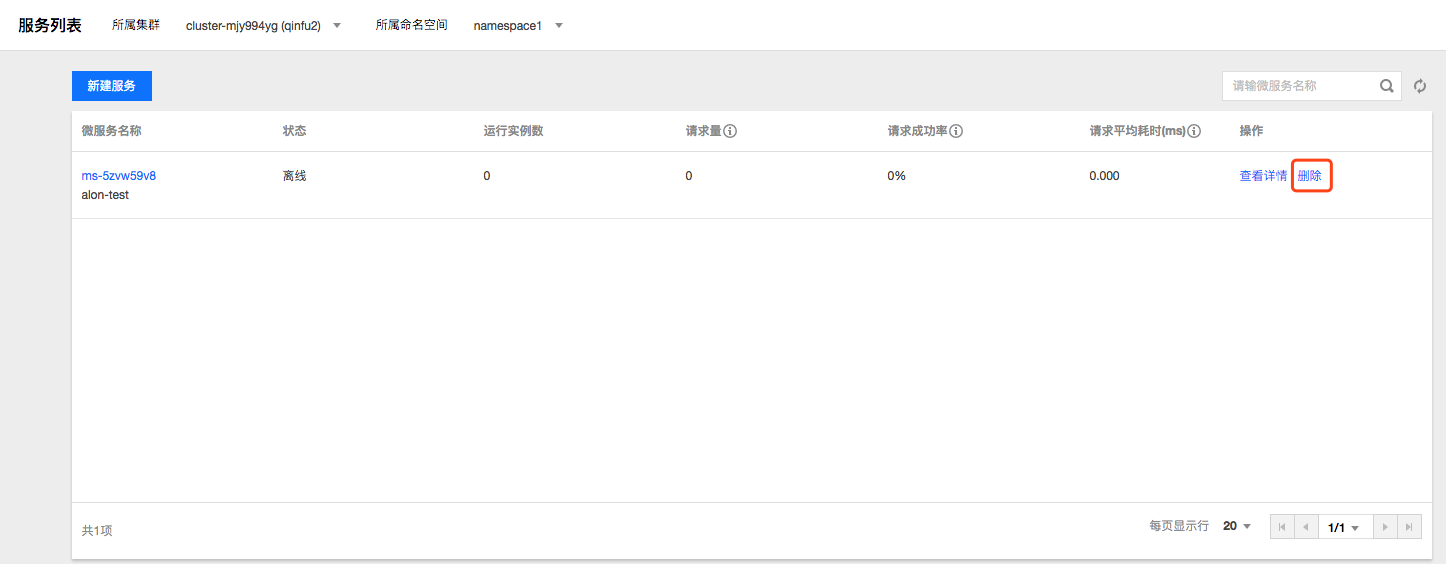 服务列表 所属集群 cluster-mjy994yg (qinfu2) 所属命名空间 namespace1
新建服务 请输微服务名称
微服务名称 状态 运行实例数 请求量 请求成功率 请求平均耗时(ms) 操作
ms-5zvw59v8 离线 0 0 0% 0.000 查看详情 删除
alon-test
共1项 每页显示行 20 1/1